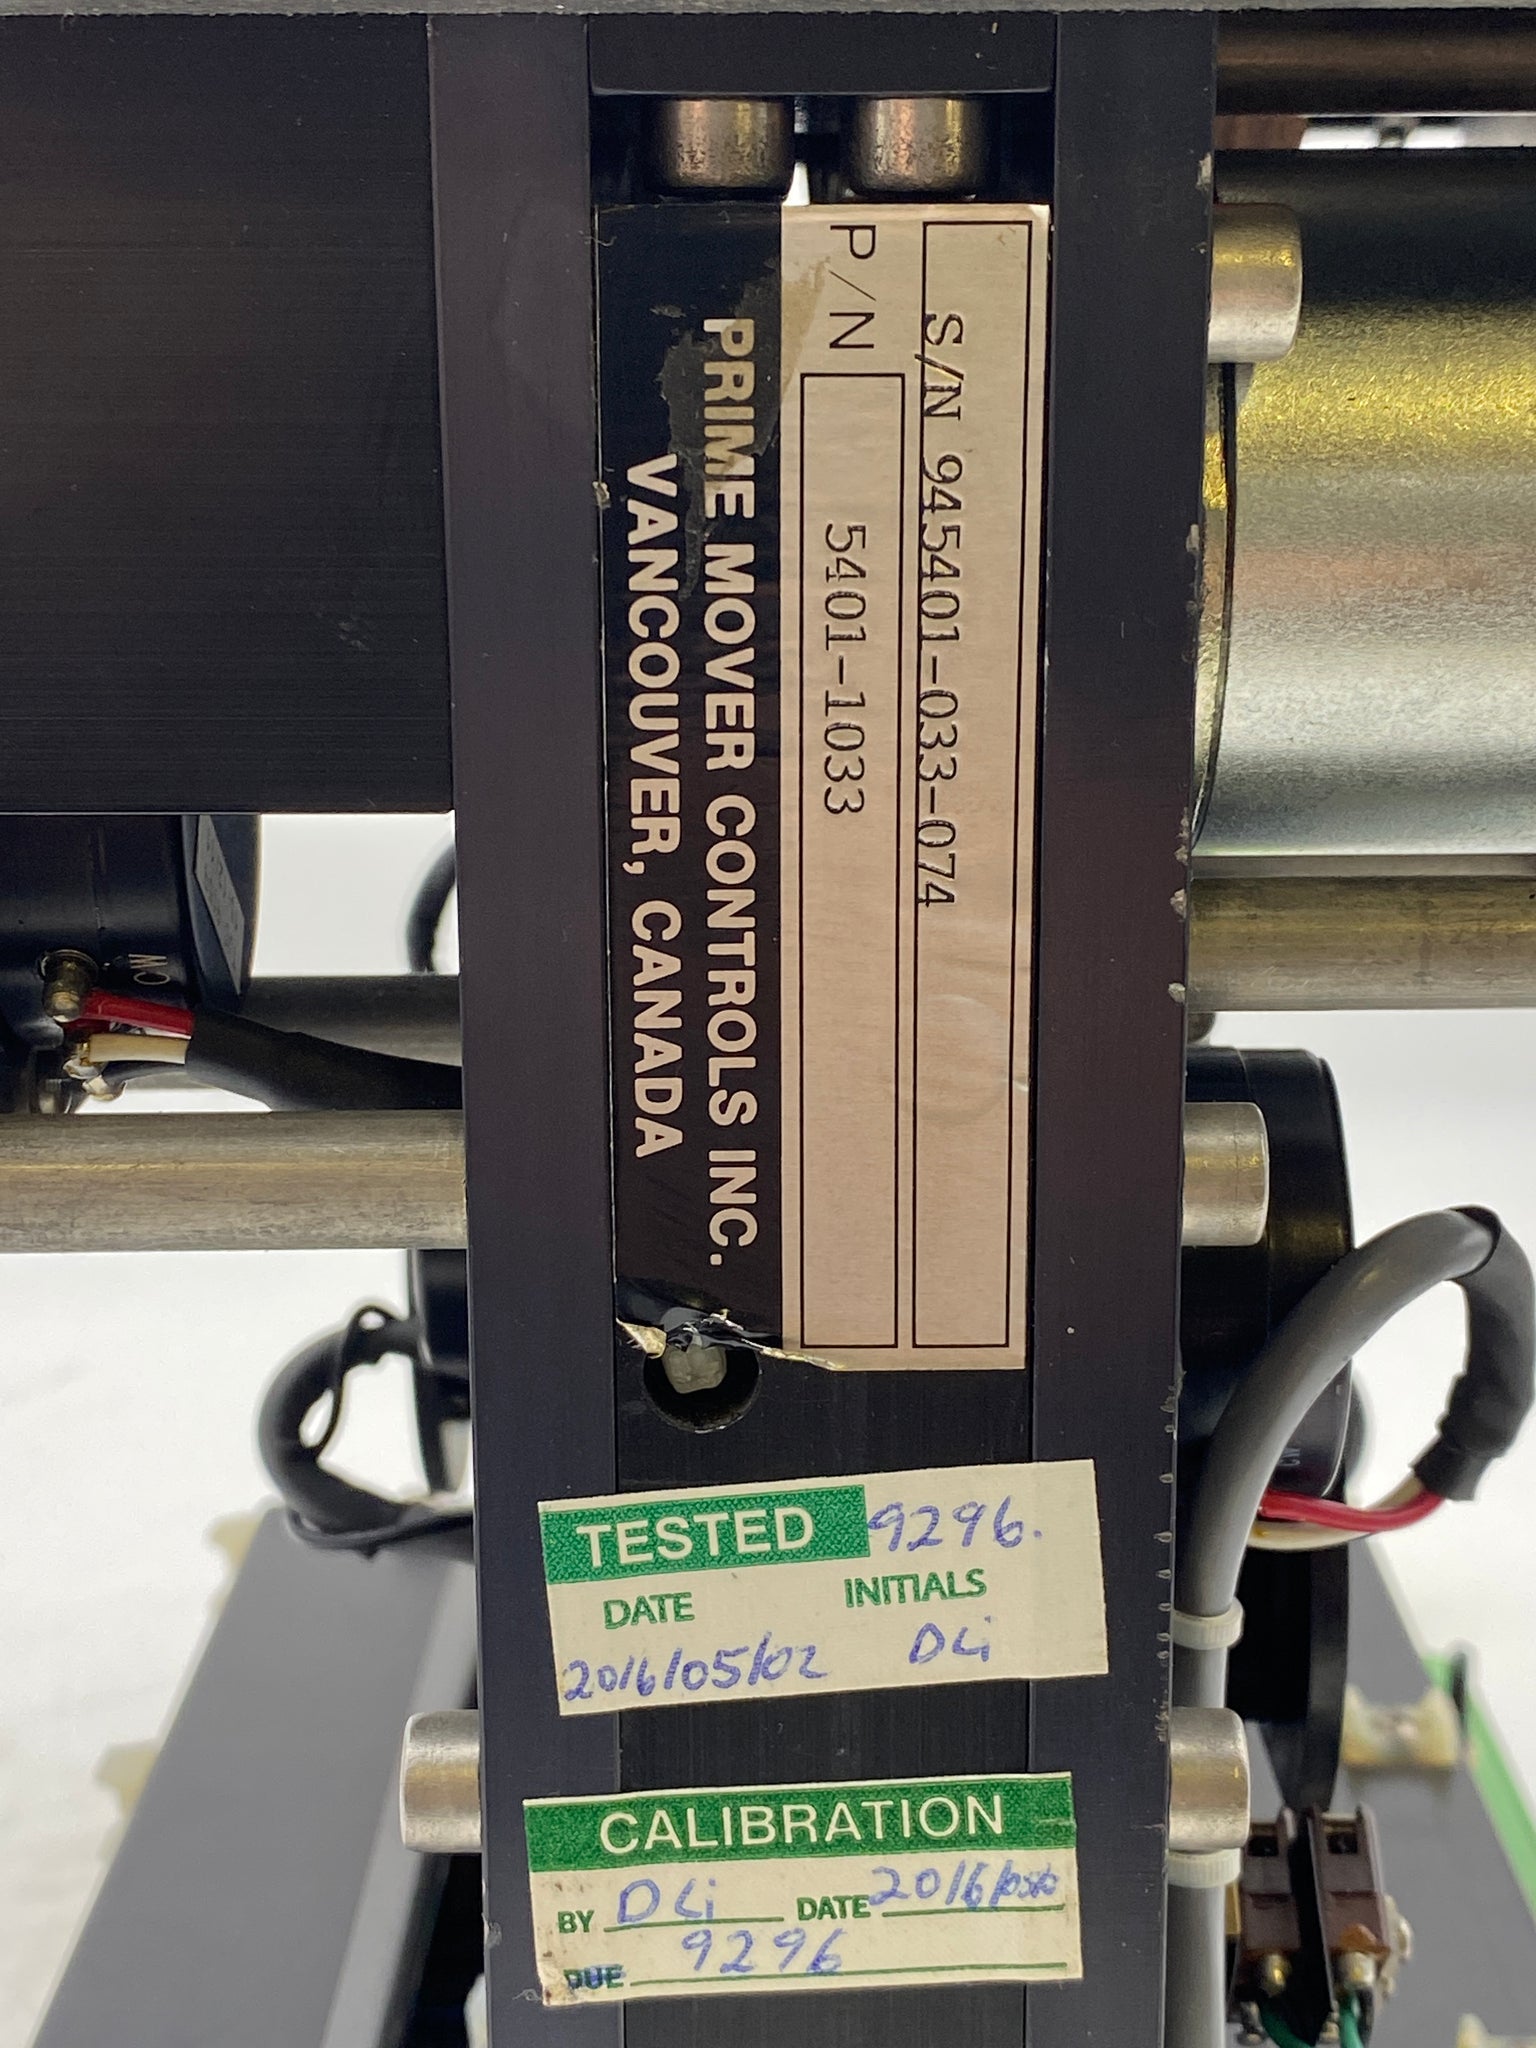 S/N 945401-033-074
P/N 5401-1033
PRIME MOVER CONTROLS INC.
VANCOUVER, CANADA
TESTED 9296.
DATE INITIALS
2016/05/02 DLi
CALIBRATION
BY DLi DATE
9296
DUE
CW